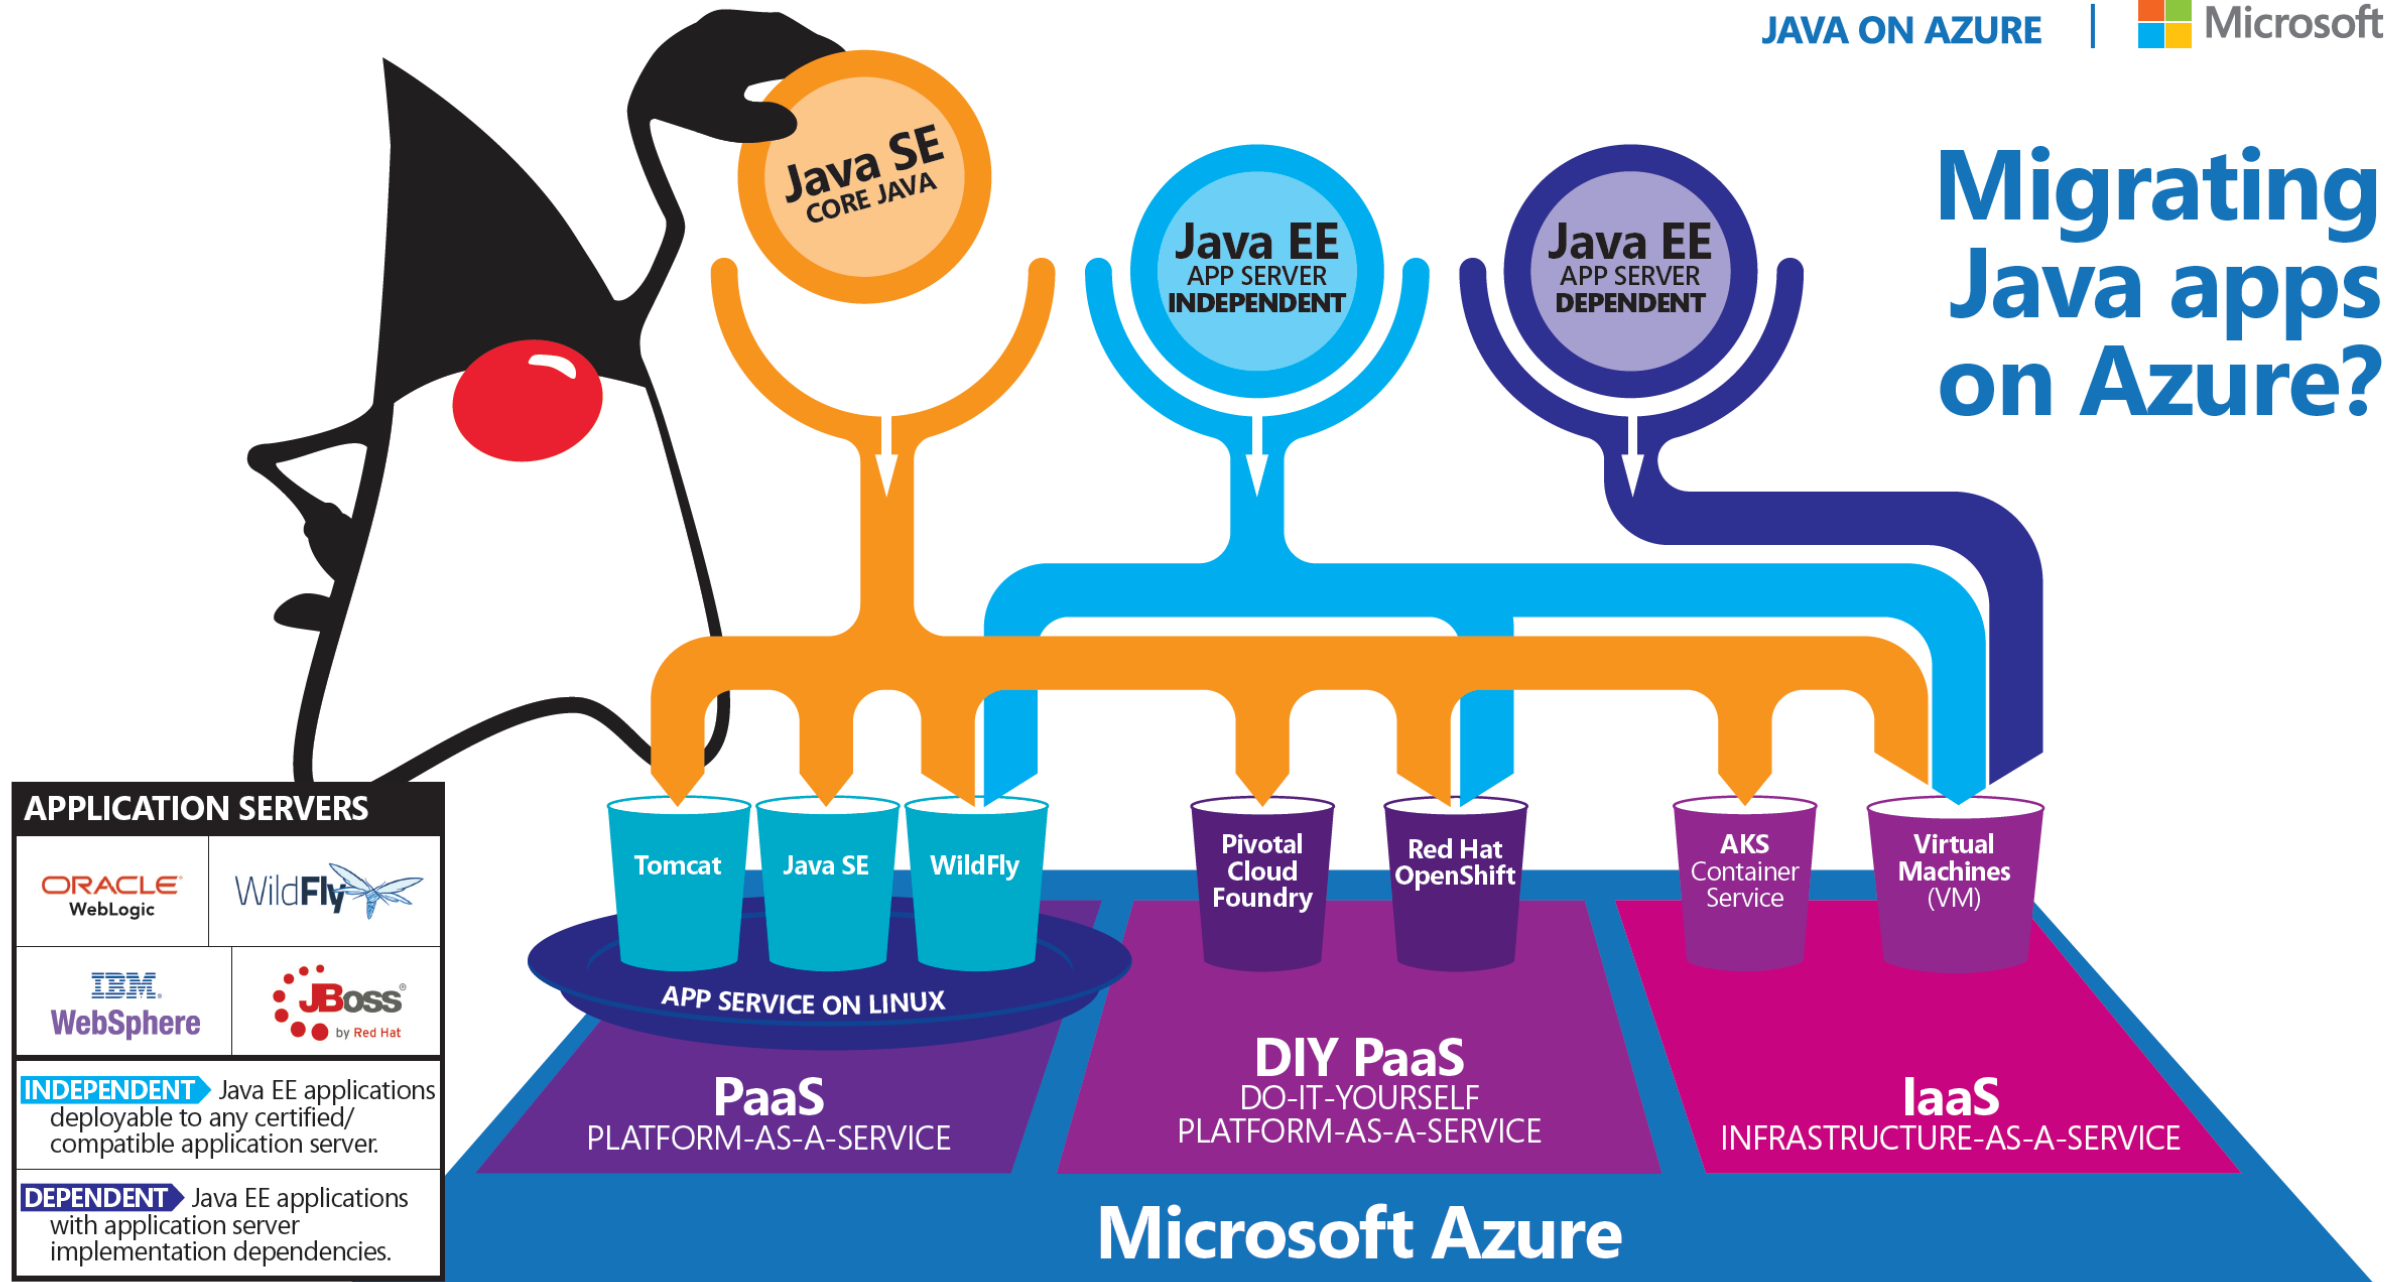 JAVA ON AZURE
Microsoft
Migrating
Java apps
on Azure?
Java SE
CORE JAVA
Java EE
APP SERVER
INDEPENDENT
Java EE
APP SERVER
DEPENDENT
Tomcat
Java SE
WildFly
Pivotal
Cloud
Foundry
Red Hat
OpenShift
AKS
Container
Service
Virtual
Machines
(VM)
APP SERVICE ON LINUX
PaaS
PLATFORM-AS-A-SERVICE
DIY PaaS
DO-IT-YOURSELF
PLATFORM-AS-A-SERVICE
IaaS
INFRASTRUCTURE-AS-A-SERVICE
Microsoft Azure
APPLICATION SERVERS
ORACLE
WebLogic
WildFly
IBM
WebSphere
JBoss®
by Red Hat
INDEPENDENT Java EE applications
deployable to any certified/
compatible application server.
DEPENDENT Java EE applications
with application server
implementation dependencies.